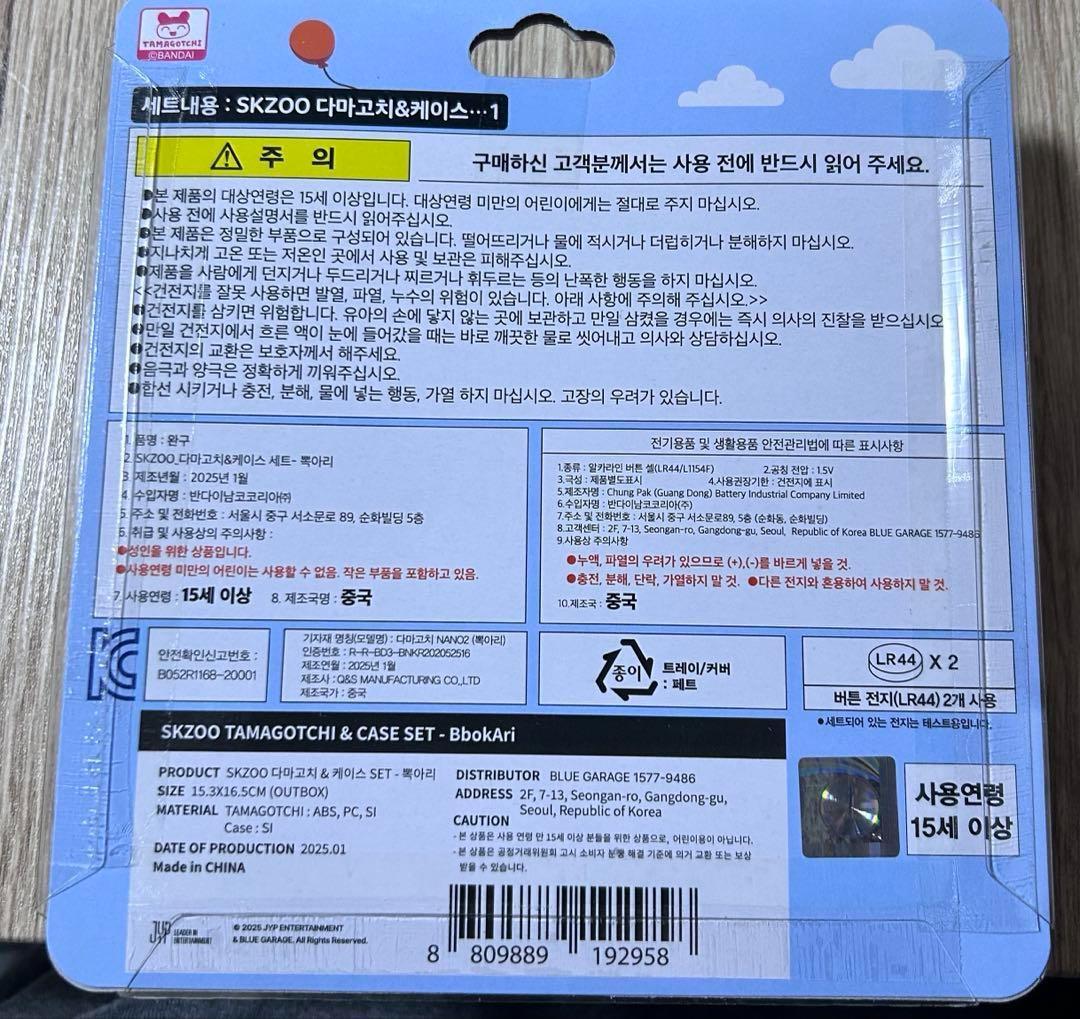 TAMAGOTCHI
©BANDAI
세트내용 : SKZOO 다마고치&케이스…1
주 의
구매하신 고객분께서는 사용 전에 반드시 읽어 주세요.
본 제품의 대상연령은 15세 이상입니다. 대상연령 미만의 어린이에게는 절대로 주지 마십시오.
사용 전에 사용설명서를 반드시 읽어주십시오.
본 제품은 정밀한 부품으로 구성되어 있습니다. 떨어뜨리거나 물에 적시거나 더럽히거나 분해하지 마십시오.
지나치게 고온 또는 저온인 곳에서 사용 및 보관은 피해주십시오.
제품을 사람에게 던지거나 두드리거나 찌르거나 휘두르는 등의 난폭한 행동을 하지 마십시오.
<<건전지를 잘못 사용하면 발열, 파열, 누수의 위험이 있습니다. 아래 사항에 주의해 주십시오.>>
건전지를 삼키면 위험합니다. 유아의 손에 닿지 않는 곳에 보관하고 만일 삼켰을 경우에는 즉시 의사의 진찰을 받으십시오
만일 건전지에서 흐른 액이 눈에 들어갔을 때는 바로 깨끗한 물로 씻어내고 의사와 상담하십시오.
건전지의 교환은 보호자께서 해주세요.
음극과 양극은 정확하게 끼워주십시오.
합선 시키거나 충전, 분해, 물에 넣는 행동, 가열 하지 마십시오. 고장의 우려가 있습니다.
1. 품명 : 완구
2. SKZOO_다마고치&케이스 세트- 뽁아리
3. 제조년월 : 2025년 1월
4. 수입자명 : 반다이남코코리아㈜
5. 주소 및 전화번호 : 서울시 중구 서소문로 89, 순화빌딩 5층
6. 취급 및 사용상의 주의사항 :
●성인을 위한 상품입니다.
●사용연령 미만의 어린이는 사용할 수 없음. 작은 부품을 포함하고 있음.
7. 사용연령 : 15세 이상 8. 제조국명 : 중국
전기용품 및 생활용품 안전관리법에 따른 표시사항
1.종류 : 알카라인 버튼 셀(LR44/L1154F) 2.공칭 전압 : 1.5V
3.극성 : 제품별도표시 4.사용권장기한 : 건전지에 표시
5.제조자명 : Chung Pak (Guang Dong) Battery Industrial Company Limited
6.수입자명 : 반다이남코코리아(주)
7.주소 및 전화번호 : 서울시 중구 서소문로89, 5층 (순화동, 순화빌딩)
8.고객센터 : 2F, 7-13, Seongan-ro, Gangdong-gu, Seoul, Republic of Korea BLUE GARAGE 1577-9486
9.사용상 주의사항
●누액, 파열의 우려가 있으므로 (+),(-)를 바르게 넣을 것.
●충전, 분해, 단락, 가열하지 말 것. ●다른 전지와 혼용하여 사용하지 말 것.
10.제조국 : 중국
안전확인신고번호 :
B052R1168-20001
기자재 명칭(모델명) : 다마고치 NANO2 (뽁아리)
인증번호 : R-R-BD3-BNKR202052516
제조연월 : 2025년 1월
제조사 : Q&S MANUFACTURING CO.,LTD
제조국가 : 중국
종이
트레이/커버
: 페트
LR44 X 2
버튼 전지(LR44) 2개 사용
●세트되어 있는 전지는 테스트용입니다.
SKZOO TAMAGOTCHI & CASE SET - BbokAri
PRODUCT SKZOO 다마고치 & 케이스 SET - 뽁아리
SIZE 15.3X16.5CM (OUTBOX)
MATERIAL TAMAGOTCHI : ABS, PC, SI
Case : SI
DATE OF PRODUCTION 2025.01
Made in CHINA
DISTRIBUTOR BLUE GARAGE 1577-9486
ADDRESS 2F, 7-13, Seongan-ro, Gangdong-gu,
Seoul, Republic of Korea
CAUTION
- 본 상품은 사용 연령 만 15세 이상 분들을 위한 상품으로, 어린이용이 아닙니다.
- 본 상품은 공정거래위원회 고시 소비자 분쟁 해결 기준에 의거 교환 또는 보상
받을 수 있습니다.
사용연령
15세 이상
JYP LEADER IN
ENTERTAINMENT
© 2025 JYP ENTERTAINMENT
& BLUE GARAGE. All Rights Reserved.
8 809889 192958